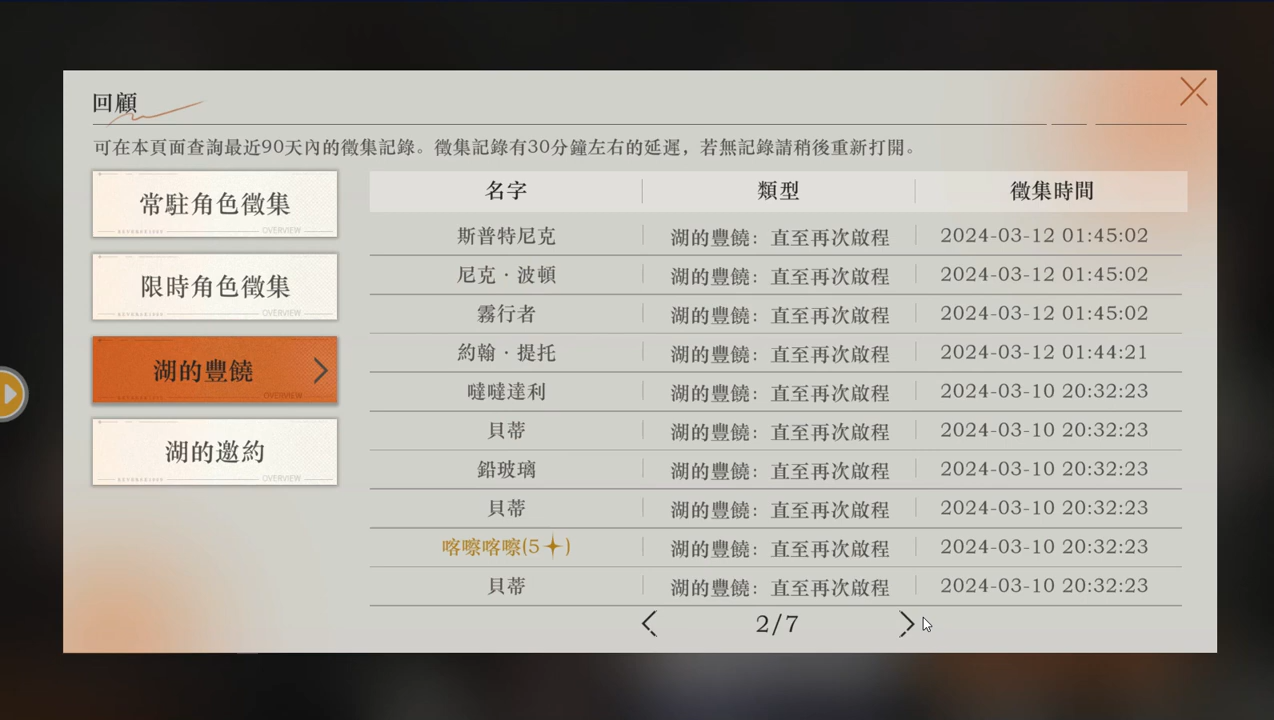 回顧
可在本頁面查詢最近90天內的徵集記錄。徵集記錄有30分鐘左右的延遲，若無記錄請稍後重新打開。
常駐角色徵集
OVERVIEW
限時角色徵集
OVERVIEW
湖的豐饒
OVERVIEW
湖的邀約
OVERVIEW
名字 類型 徵集時間
斯普特尼克 湖的豐饒：直至再次啟程 2024-03-12 01:45:02
尼克·波頓 湖的豐饒：直至再次啟程 2024-03-12 01:45:02
霧行者 湖的豐饒：直至再次啟程 2024-03-12 01:45:02
約翰·提托 湖的豐饒：直至再次啟程 2024-03-12 01:44:21
噠噠達利 湖的豐饒：直至再次啟程 2024-03-10 20:32:23
貝蒂 湖的豐饒：直至再次啟程 2024-03-10 20:32:23
鉛玻璃 湖的豐饒：直至再次啟程 2024-03-10 20:32:23
貝蒂 湖的豐饒：直至再次啟程 2024-03-10 20:32:23
喀嚓喀嚓(5✦) 湖的豐饒：直至再次啟程 2024-03-10 20:32:23
貝蒂 湖的豐饒：直至再次啟程 2024-03-10 20:32:23
2/7